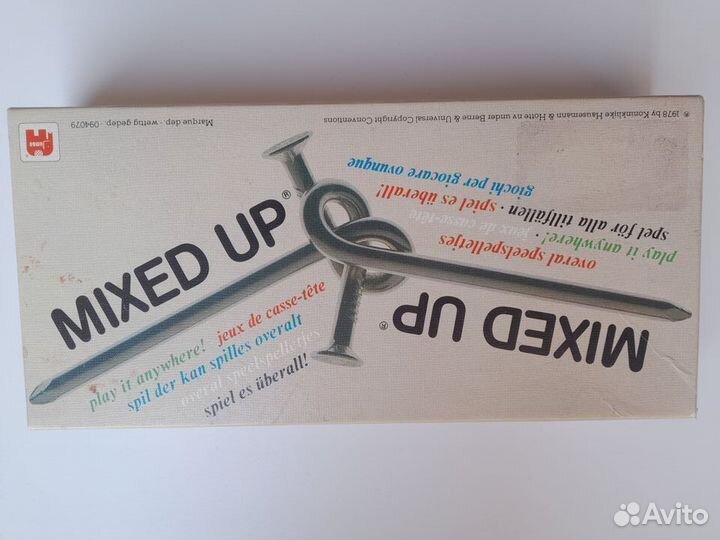 Jumbo
® 1978 by Koninklijke Hausemann & Hötte nv under Berne & Universal Copyright Conventions
Marque dep - wettig gedep. - 094079
MIXED UP®
play it anywhere! jeux de casse-tête
spil der kan spilles overalt
overal speelspelletjes
spiel es überall!
MIXED UP®
overal speelspelletjes
play it anywhere! · jeux de casse-tête
spel för alla tillfällen · spiel es überall!
giochi per giocare ovunque
Avito